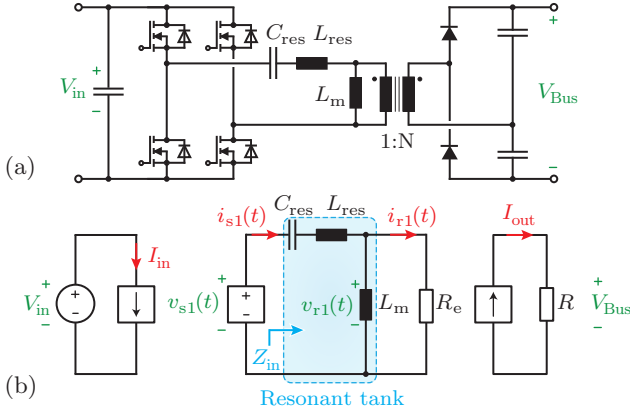 C_res L_res
+
V_in
−
L_m
1:N
+
V_Bus
−
(a)
C_res L_res
i_s1(t)
i_r1(t)
I_out
I_in
+
V_in
−
+
−
+
v_s1(t)
−
+
−
+
v_r1(t)
−
L_m
R_e
R
+
V_Bus
−
Z_in
(b)
Resonant tank